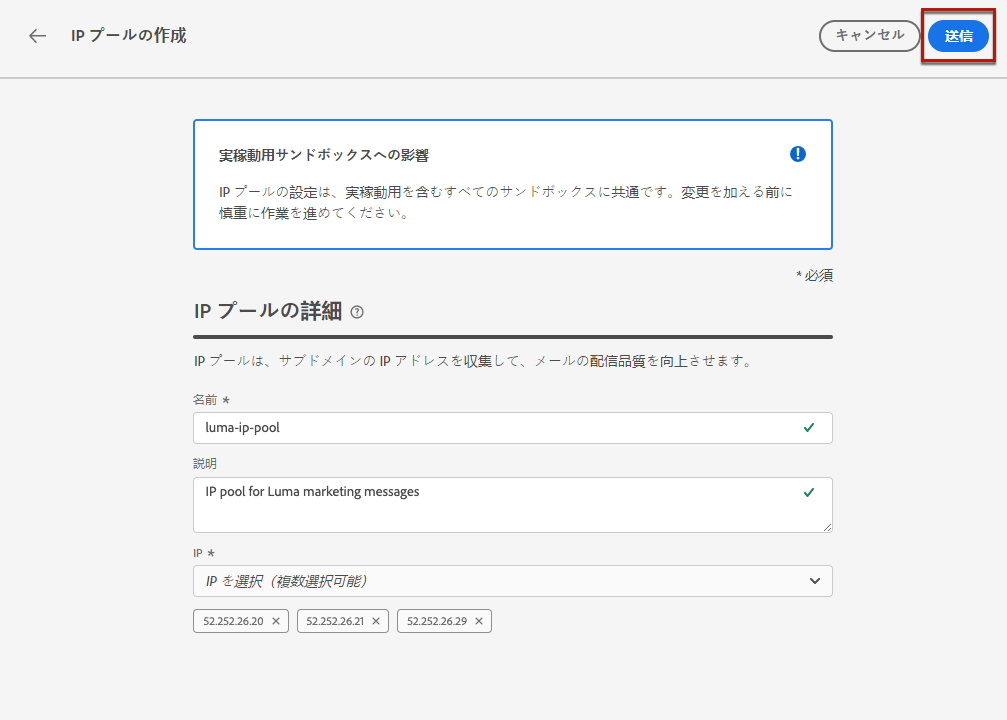 IP プールの作成
キャンセル
送信
実稼動用サンドボックスへの影響
IP プールの設定は、実稼動用を含むすべてのサンドボックスに共通です。変更を加える前に
慎重に作業を進めてください。
* 必須
IP プールの詳細
IP プールは、サブドメインの IP アドレスを収集して、メールの配信品質を向上させます。
名前 *
luma-ip-pool
説明
IP pool for Luma marketing messages
IP *
IP を選択（複数選択可能）
52.252.26.20 52.252.26.21 52.252.26.29